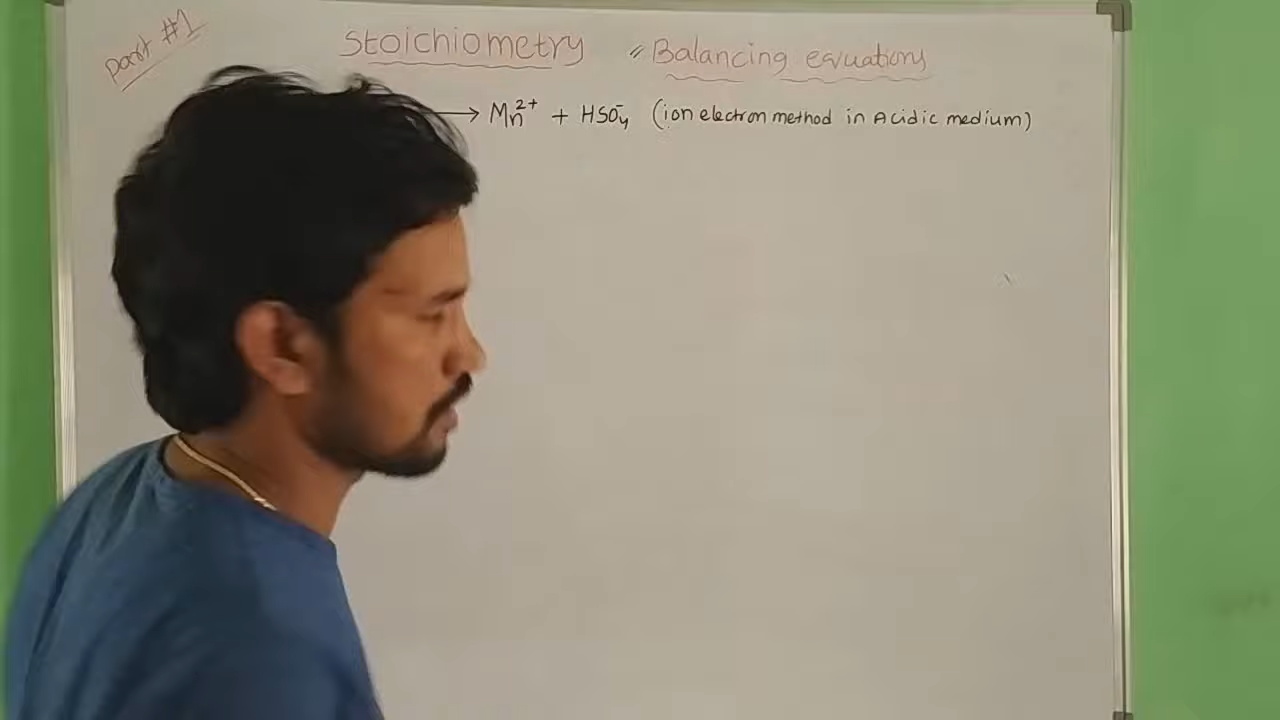 Part #1
Stoichiometry " Balancing equations
⟶ Mn²⁺ + HSO₄⁻ (ion electron method in Acidic medium)